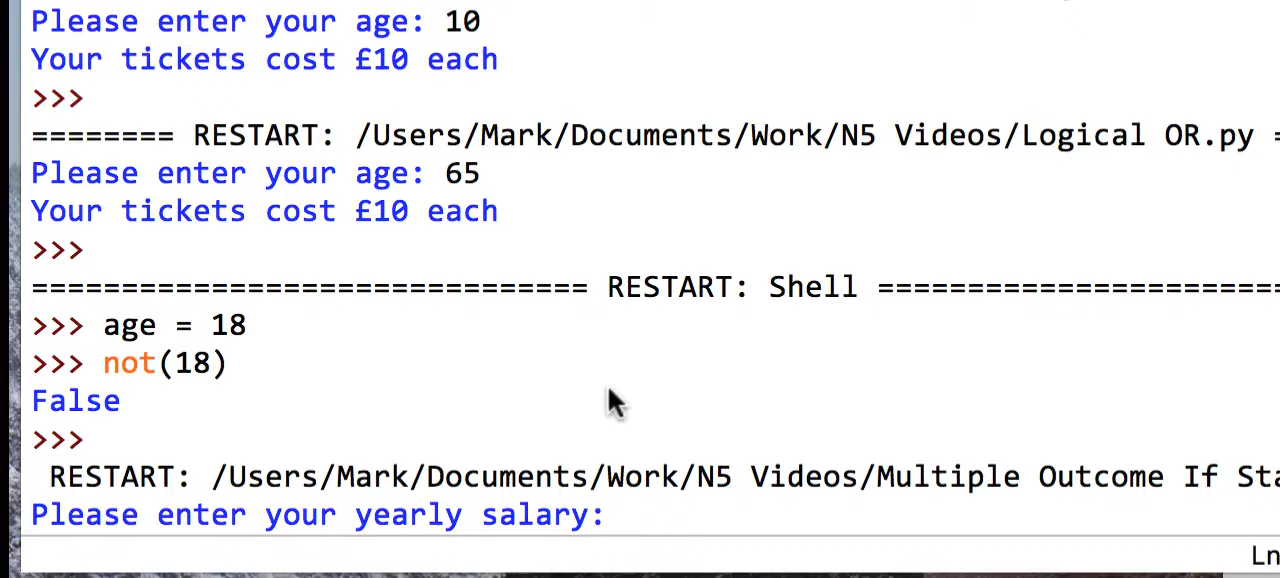 Please enter your age: 10
Your tickets cost £10 each
>>>
======== RESTART: /Users/Mark/Documents/Work/N5 Videos/Logical OR.py =
Please enter your age: 65
Your tickets cost £10 each
>>>
=============================== RESTART: Shell =======================
>>> age = 18
>>> not(18)
False
>>>
RESTART: /Users/Mark/Documents/Work/N5 Videos/Multiple Outcome If Sta
Please enter your yearly salary:
Ln